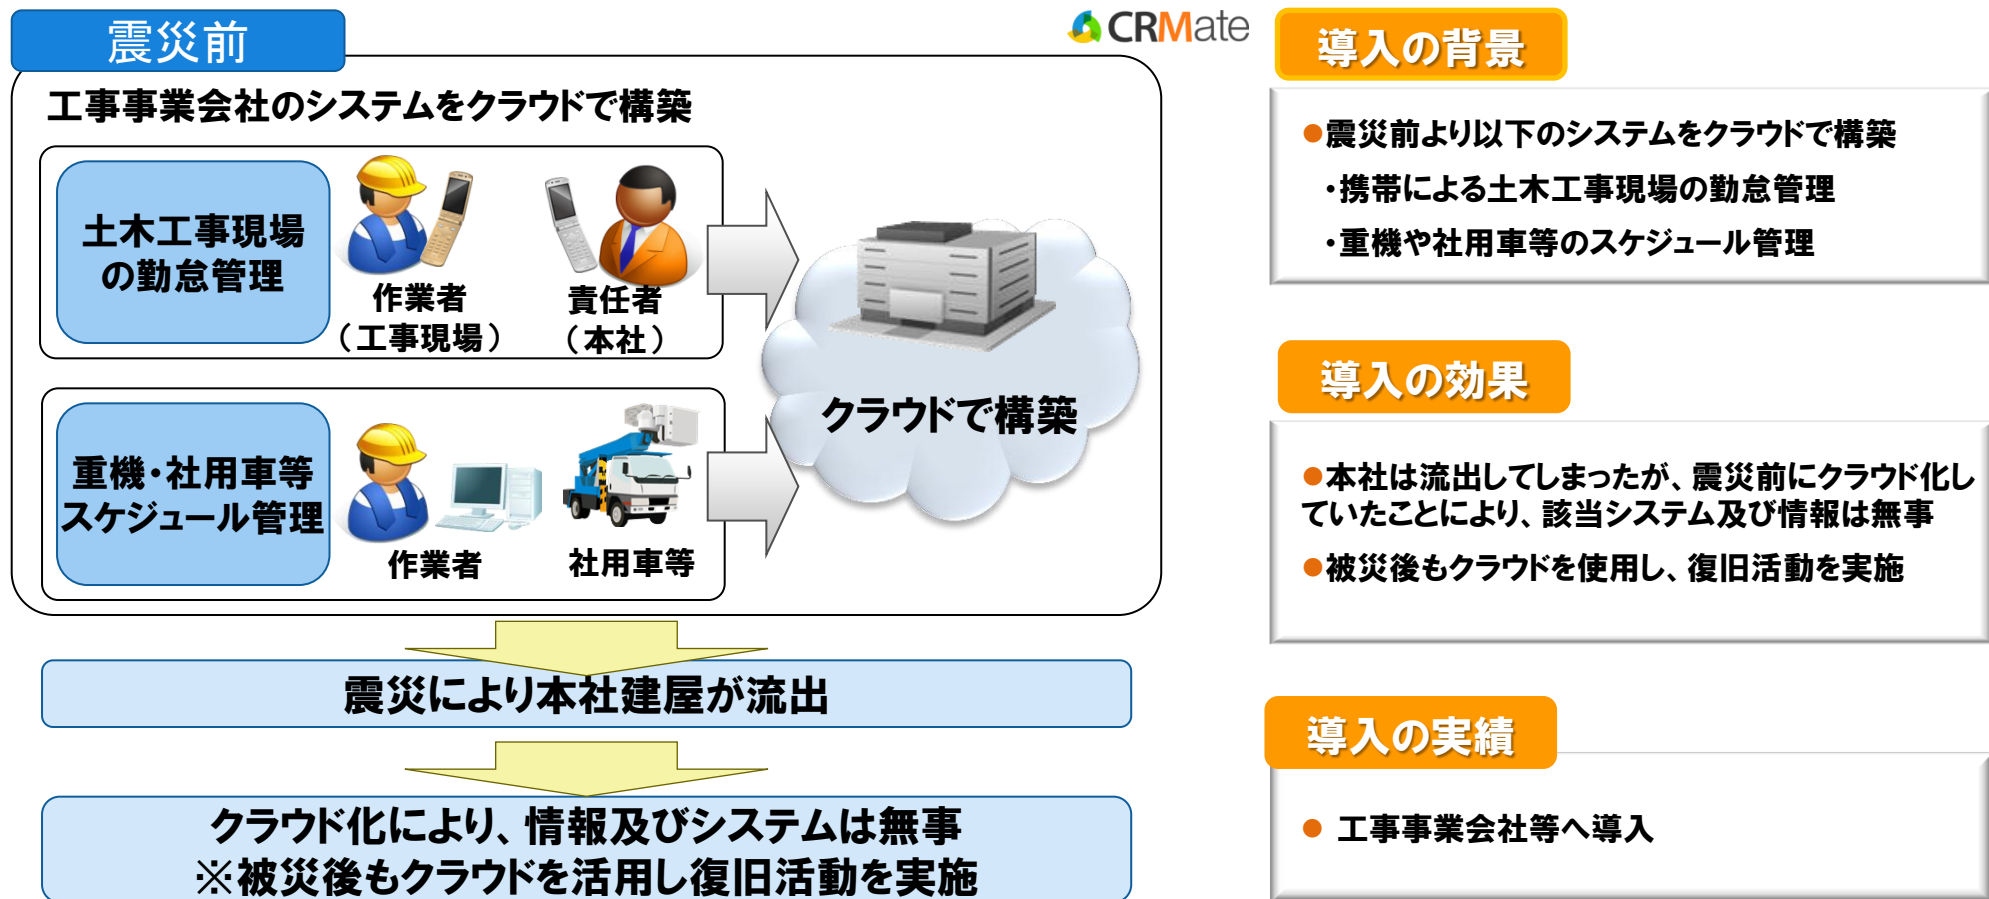 震災前
CRMate
工事事業会社のシステムをクラウドで構築
土木工事現場
の勤怠管理
作業者
（工事現場）
責任者
（本社）
重機・社用車等
スケジュール管理
作業者
社用車等
クラウドで構築
震災により本社建屋が流出
クラウド化により、情報及びシステムは無事
※被災後もクラウドを活用し復旧活動を実施
導入の背景
●震災前より以下のシステムをクラウドで構築
・携帯による土木工事現場の勤怠管理
・重機や社用車等のスケジュール管理
導入の効果
●本社は流出してしまったが、震災前にクラウド化し
ていたことにより、該当システム及び情報は無事
●被災後もクラウドを使用し、復旧活動を実施
導入の実績
● 工事事業会社等へ導入